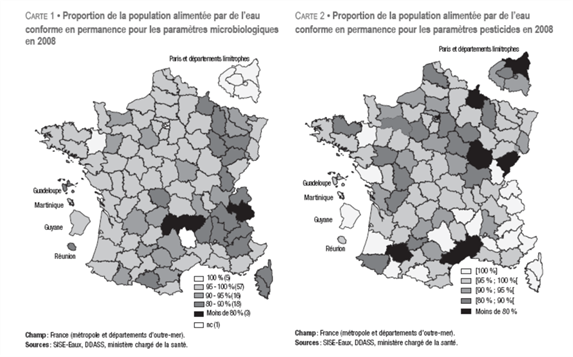 CARTE 1 • Proportion de la population alimentée par de l'eau
conforme en permanence pour les paramètres microbiologiques
en 2008
Paris et départements limitrophes
Guadeloupe
Martinique
Guyane
Réunion
100 % (5)
95 - 100 % (57)
90 - 95 % (16)
80 - 90 % (18)
Moins de 80 % (3)
nc (1)
Champ : France (métropole et départements d'outre-mer).
Sources : SISE-Eaux, DDASS, ministère chargé de la santé.
CARTE 2 • Proportion de la population alimentée par de l'eau
conforme en permanence pour les paramètres pesticides en 2008
Paris et départements limitrophes
Guadeloupe
Martinique
Guyane
Réunion
[100 %]
[95 % ; 100 %[
[90 % ; 95 %[
[80 % ; 90 %[
Moins de 80 %
Champ : France (métropole et départements d'outre-mer).
Sources : SISE-Eaux, DDASS, ministère chargé de la santé.